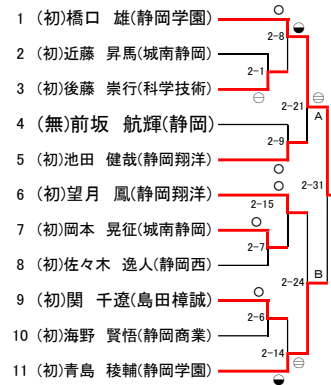 1 (初)橋口 雄(静岡学園)
2 (初)近藤 昇馬(城南静岡)
3 (初)後藤 崇行(科学技術)
4 (無)前坂 航輝(静岡)
5 (初)池田 健哉(静岡翔洋)
6 (初)望月 鳳(静岡翔洋)
7 (初)岡本 晃征(城南静岡)
8 (初)佐々木 逸人(静岡西)
9 (初)関 千遼(島田樟誠)
10 (初)海野 賢悟(静岡商業)
11 (初)青島 稜輔(静岡学園)
2-8
2-1
2-21
A
2-9
2-31
2-15
2-7
2-24
B
2-6
2-14